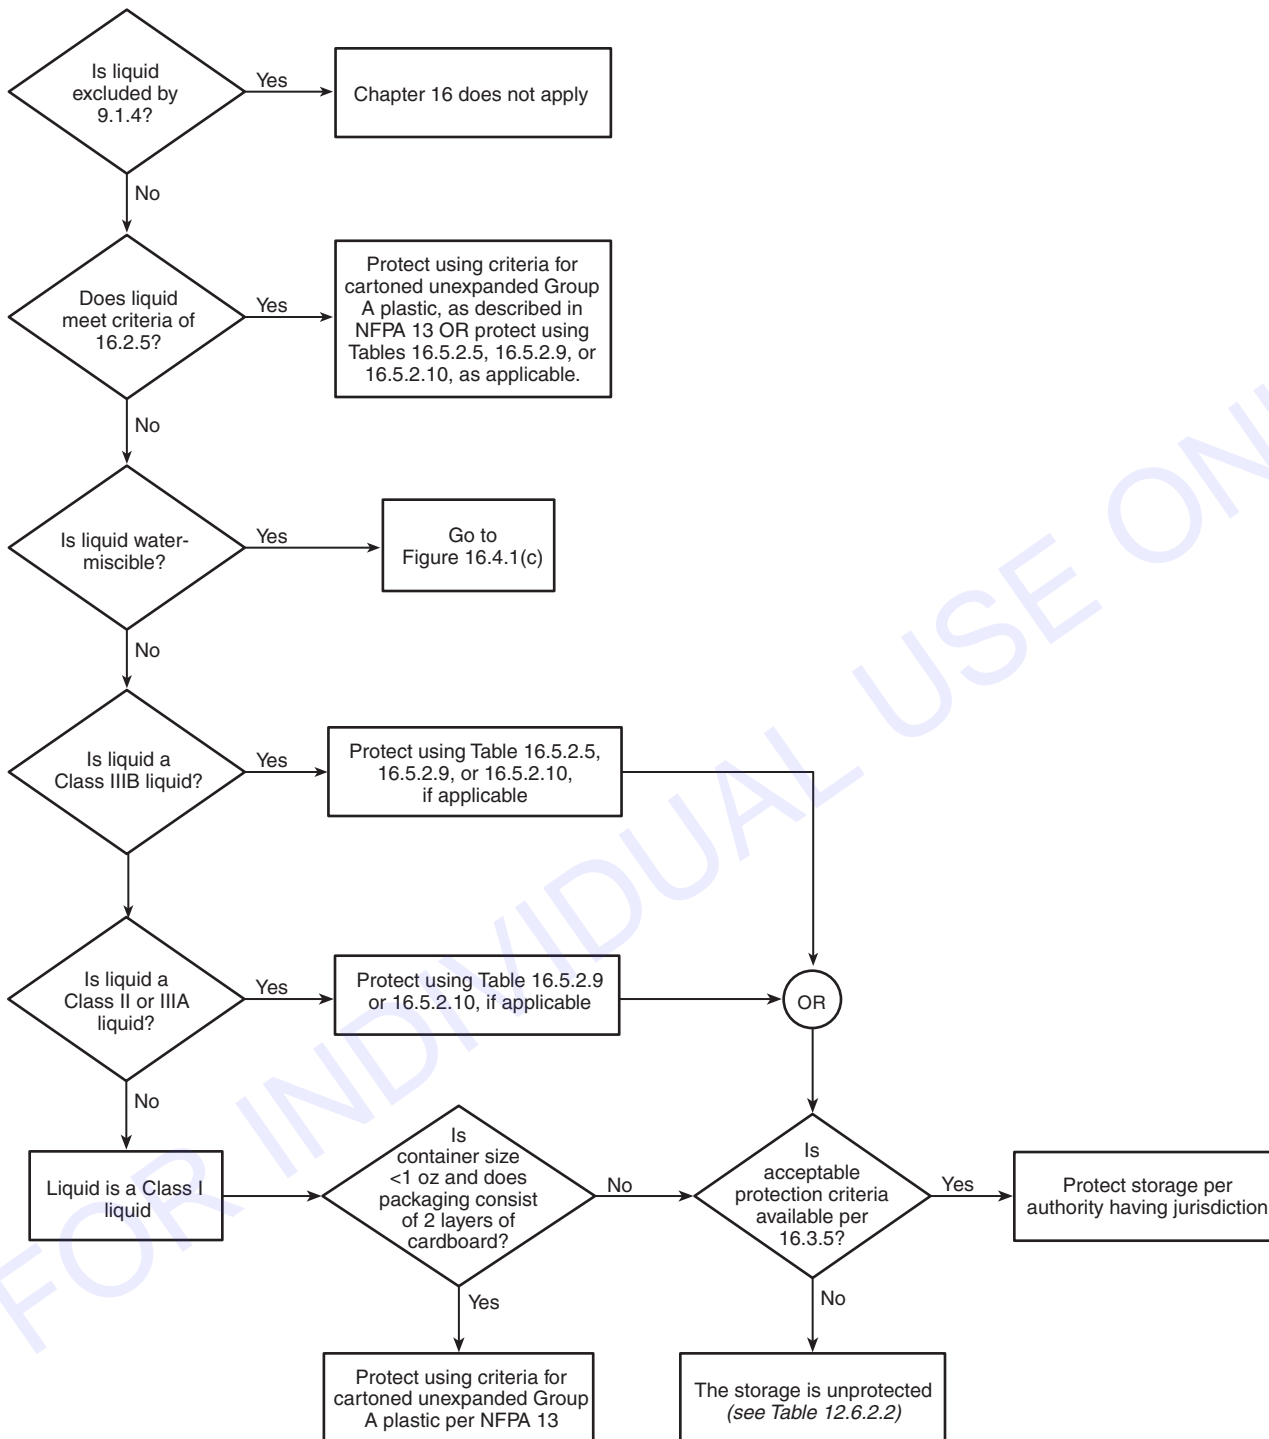 Is liquid
excluded by
9.1.4?
Yes
Chapter 16 does not apply
No
Does liquid
meet criteria of
16.2.5?
Yes
Protect using criteria for
cartoned unexpanded Group
A plastic, as described in
NFPA 13 OR protect using
Tables 16.5.2.5, 16.5.2.9, or
16.5.2.10, as applicable.
No
Is liquid water-
miscible?
Yes
Go to
Figure 16.4.1(c)
No
Is liquid a
Class IIIB liquid?
Yes
Protect using Table 16.5.2.5,
16.5.2.9, or 16.5.2.10,
if applicable
Is liquid a
Class II or IIIA
liquid?
Yes
Protect using Table 16.5.2.9
or 16.5.2.10, if applicable
OR
No
Liquid is a Class I
liquid
Is
container size
<1 oz and does
packaging consist
of 2 layers of
cardboard?
No
Is
acceptable
protection criteria
available per
16.3.5?
Yes
Protect storage per
authority having jurisdiction
Yes
Protect using criteria for
cartoned unexpanded Group
A plastic per NFPA 13
No
The storage is unprotected
(see Table 12.6.2.2)
FOR INDIVIDUAL USE ON